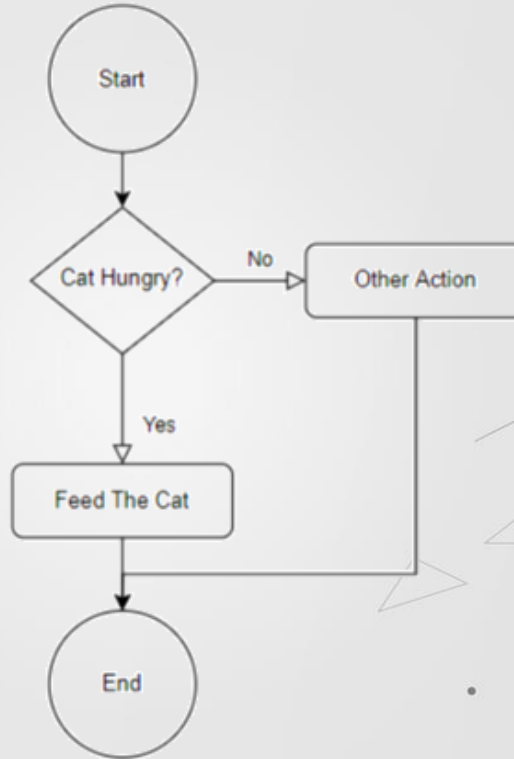 Start
Cat Hungry?
No
Other Action
Yes
Feed The Cat
End